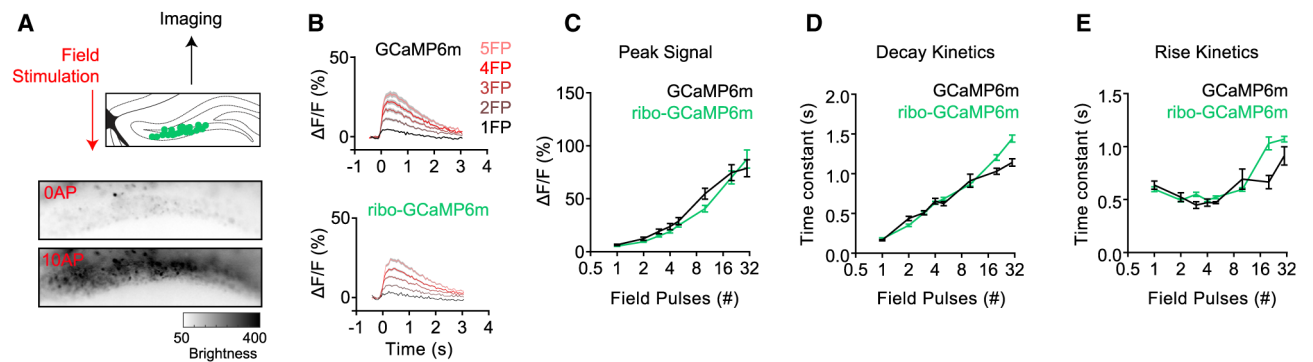 A
Imaging
Field
Stimulation
0AP
10AP
50 400
Brightness
B
GCaMP6m
5FP
4FP
3FP
2FP
1FP
50
0
ΔF/F (%)
-1 0 1 2 3 4
ribo-GCaMP6m
50
0
ΔF/F (%)
-1 0 1 2 3 4
Time (s)
C
Peak Signal
GCaMP6m
ribo-GCaMP6m
150
100
50
0
ΔF/F (%)
0.5 1 2 4 8 16 32
Field Pulses (#)
D
Decay Kinetics
GCaMP6m
ribo-GCaMP6m
2.0
1.5
1.0
0.5
0.0
Time constant (s)
0.5 1 2 4 8 16 32
Field Pulses (#)
E
Rise Kinetics
GCaMP6m
ribo-GCaMP6m
1.5
1.0
0.5
0.0
Time constant (s)
0.5 1 2 4 8 16 32
Field Pulses (#)